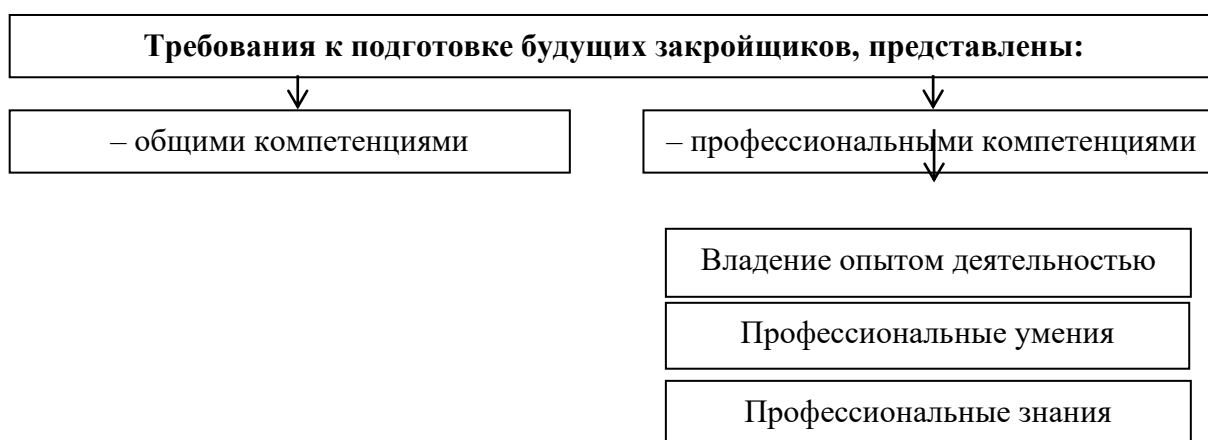 Требования к подготовке будущих закройщиков, представлены:
– общими компетенциями
– профессиональными компетенциями
Владение опытом деятельностью
Профессиональные умения
Профессиональные знания